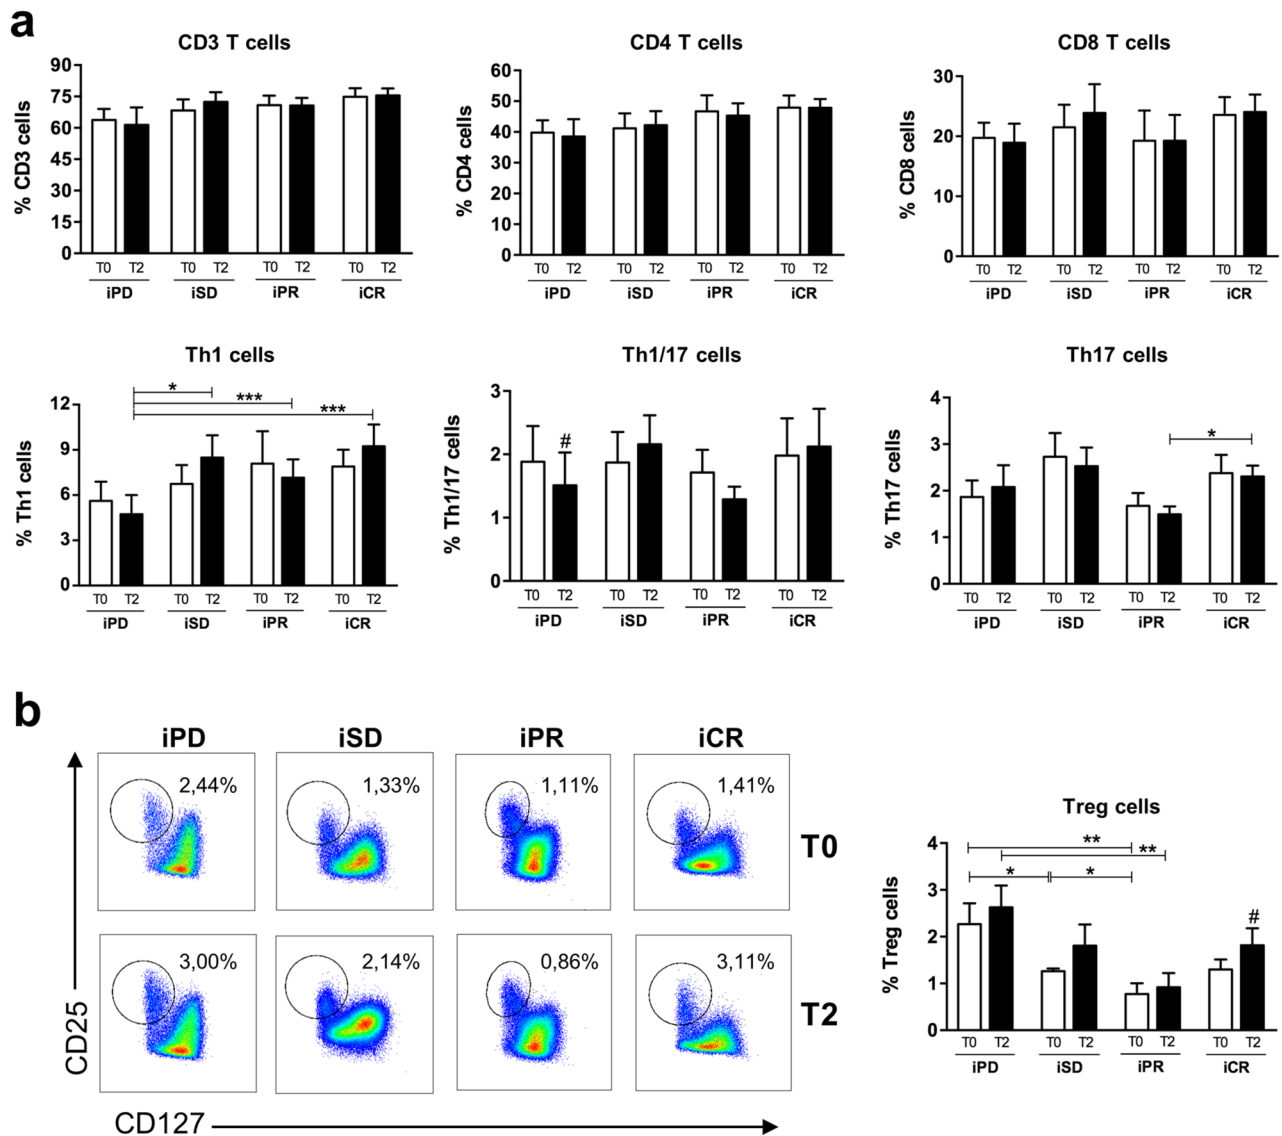 a
CD3 T cells
% CD3 cells
90
75
60
45
30
15
0
T0 T2 T0 T2 T0 T2 T0 T2
iPD iSD iPR iCR
CD4 T cells
% CD4 cells
60
50
40
30
20
10
0
T0 T2 T0 T2 T0 T2 T0 T2
iPD iSD iPR iCR
CD8 T cells
% CD8 cells
30
20
10
0
T0 T2 T0 T2 T0 T2 T0 T2
iPD iSD iPR iCR
Th1 cells
% Th1 cells
*
***
***
12
9
6
3
0
T0 T2 T0 T2 T0 T2 T0 T2
iPD iSD iPR iCR
Th1/17 cells
% Th1/17 cells
3
2
1
0
#
T0 T2 T0 T2 T0 T2 T0 T2
iPD iSD iPR iCR
Th17 cells
% Th17 cells
4
3
2
1
0
*
T0 T2 T0 T2 T0 T2 T0 T2
iPD iSD iPR iCR
b
iPD iSD iPR iCR
2,44% 1,33% 1,11% 1,41%
T0
3,00% 2,14% 0,86% 3,11%
T2
CD25
CD127
Treg cells
% Treg cells
4
3
2
1
0
**
**
* *
#
T0 T2 T0 T2 T0 T2 T0 T2
iPD iSD iPR iCR